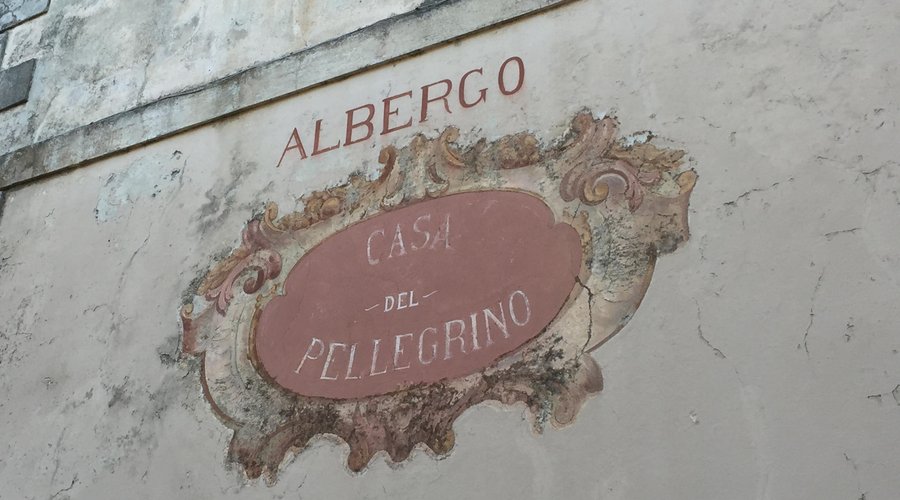 ALBERGO
CASA
-DEL-
PELLEGRINO